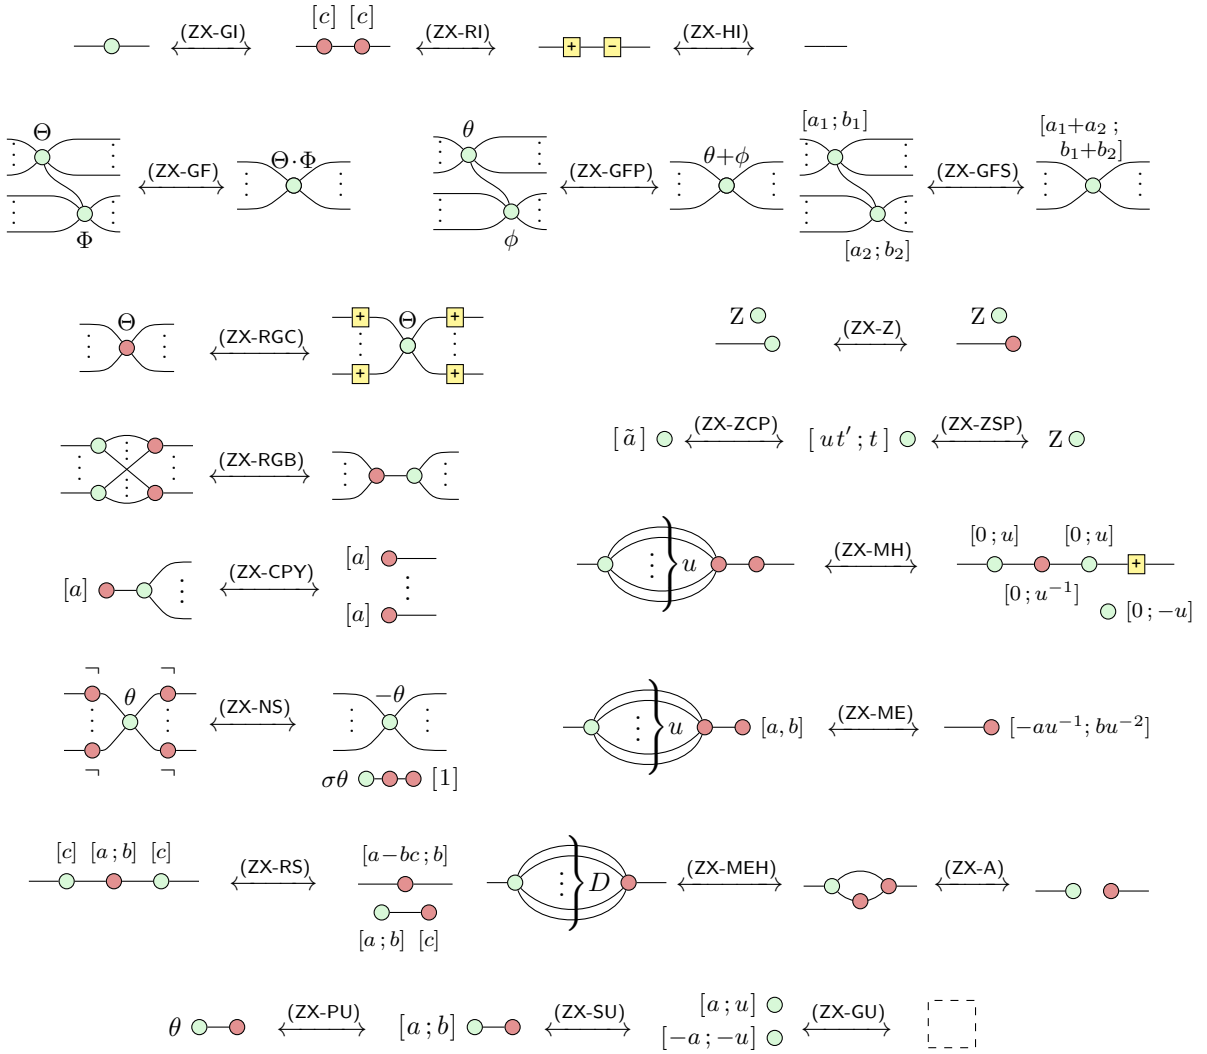 [c] [c]
(ZX-GI) (ZX-RI) + − (ZX-HI)
Θ (ZX-GF) Θ·Φ Φ
θ (ZX-GFP) θ+ϕ ϕ
[a₁; b₁] (ZX-GFS) [a₁+a₂ ;
b₁+b₂]
[a₂; b₂]
Θ (ZX-RGC) + Θ + + +
Z (ZX-Z) Z
(ZX-RGB)
[ã] (ZX-ZCP) [ut′; t] (ZX-ZSP) Z
[a] (ZX-CPY) [a]
[a]
} u (ZX-MH) [0; u] [0; u] +
[0; u⁻¹] [0; −u]
¬ ¬
θ (ZX-NS) −θ
¬ ¬
σθ [1]
} u [a, b] (ZX-ME) [−au⁻¹; bu⁻²]
[c] [a; b] [c] (ZX-RS) [a−bc; b]
[a; b] [c]
} D (ZX-MEH) (ZX-A)
θ (ZX-PU) [a; b] (ZX-SU) [a; u] (ZX-GU)
[−a; −u]